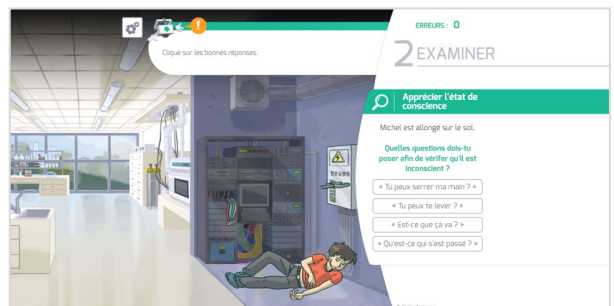 ERREURS : 0
Clique sur les bonnes réponses.
2 EXAMINER
Apprécier l'état de
conscience
Michel est allongé sur le sol.
Quelles questions dois-tu
poser afin de vérifier qu'il est
inconscient ?
« Tu peux serrer ma main ? »
« Tu peux te lever ? »
« Est-ce que ça va ? »
« Qu'est-ce qui s'est passé ? »